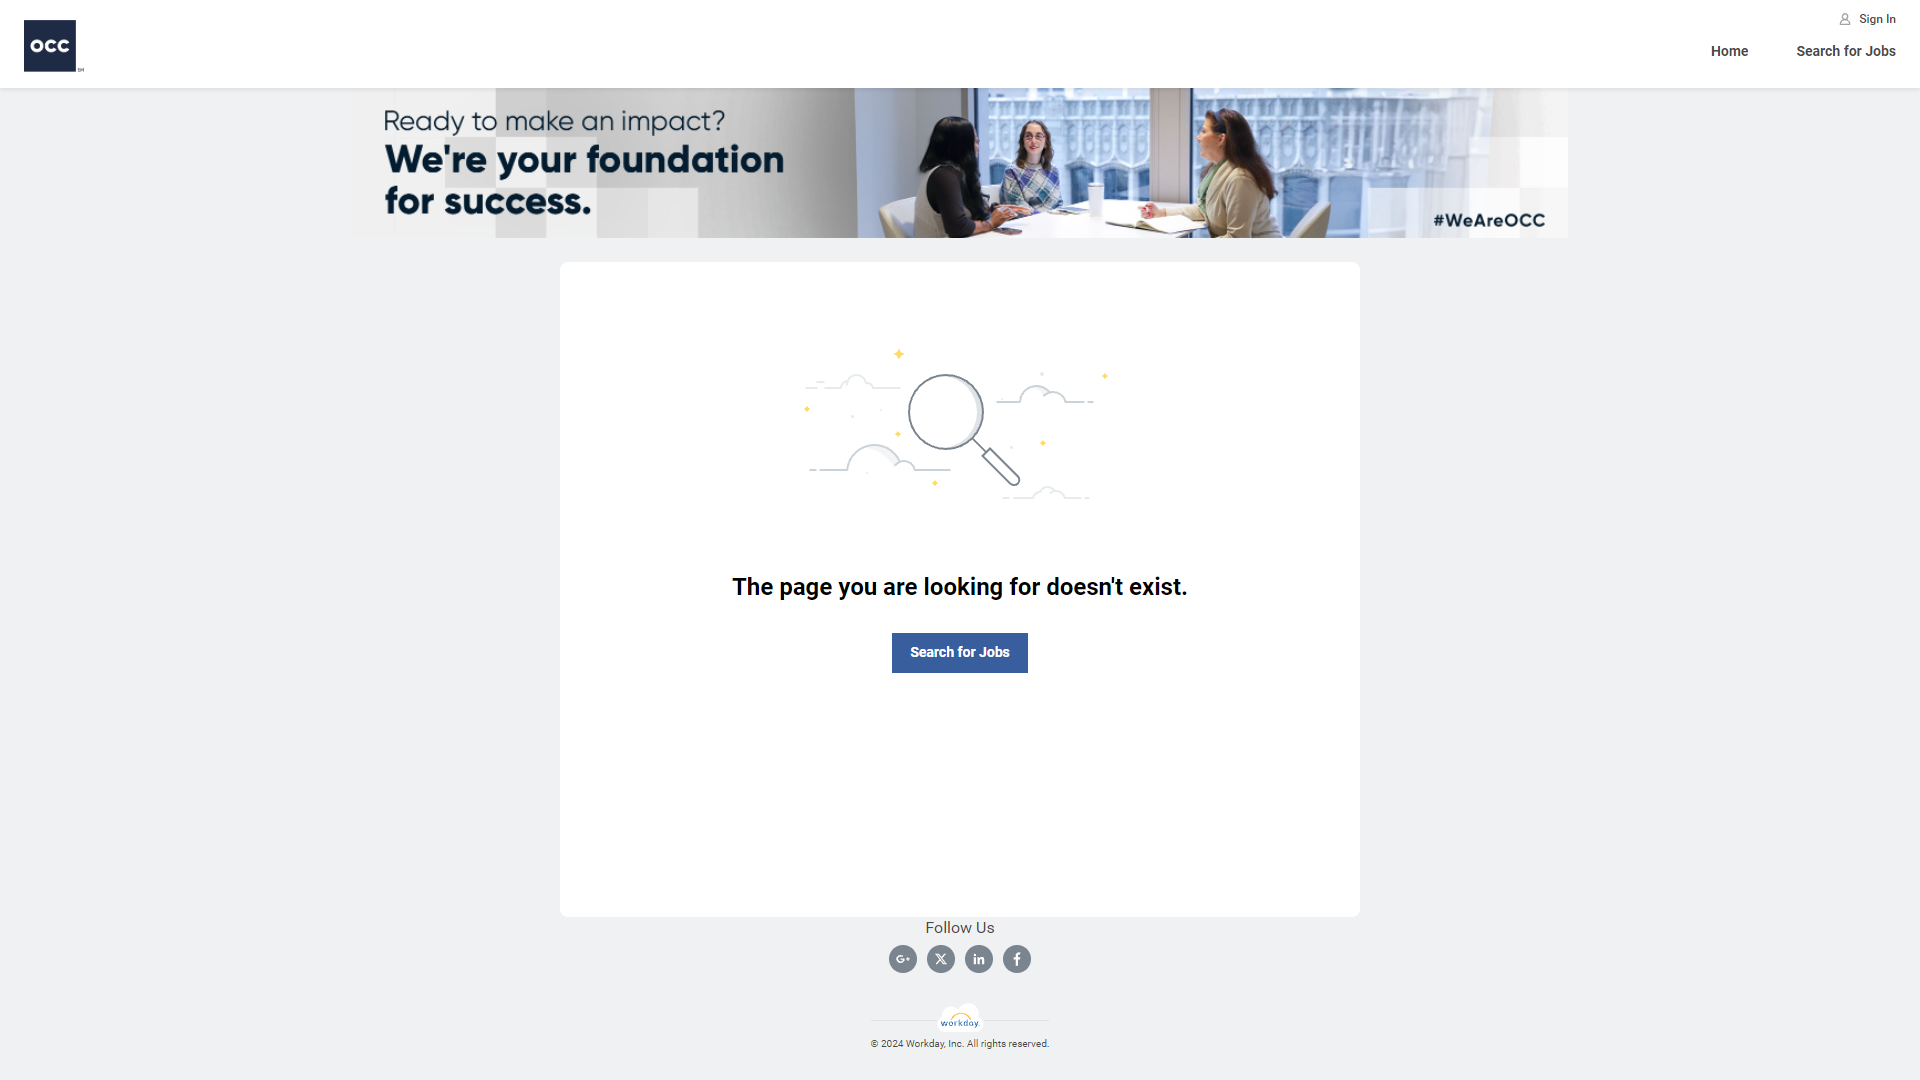 occ
SM
Sign In
Home
Search for Jobs
Ready to make an impact?
We're your foundation
for success.
#WeAreOCC
The page you are looking for doesn't exist.
Search for Jobs
Follow Us
G+
X
in
f
workday.
© 2024 Workday, Inc. All rights reserved.